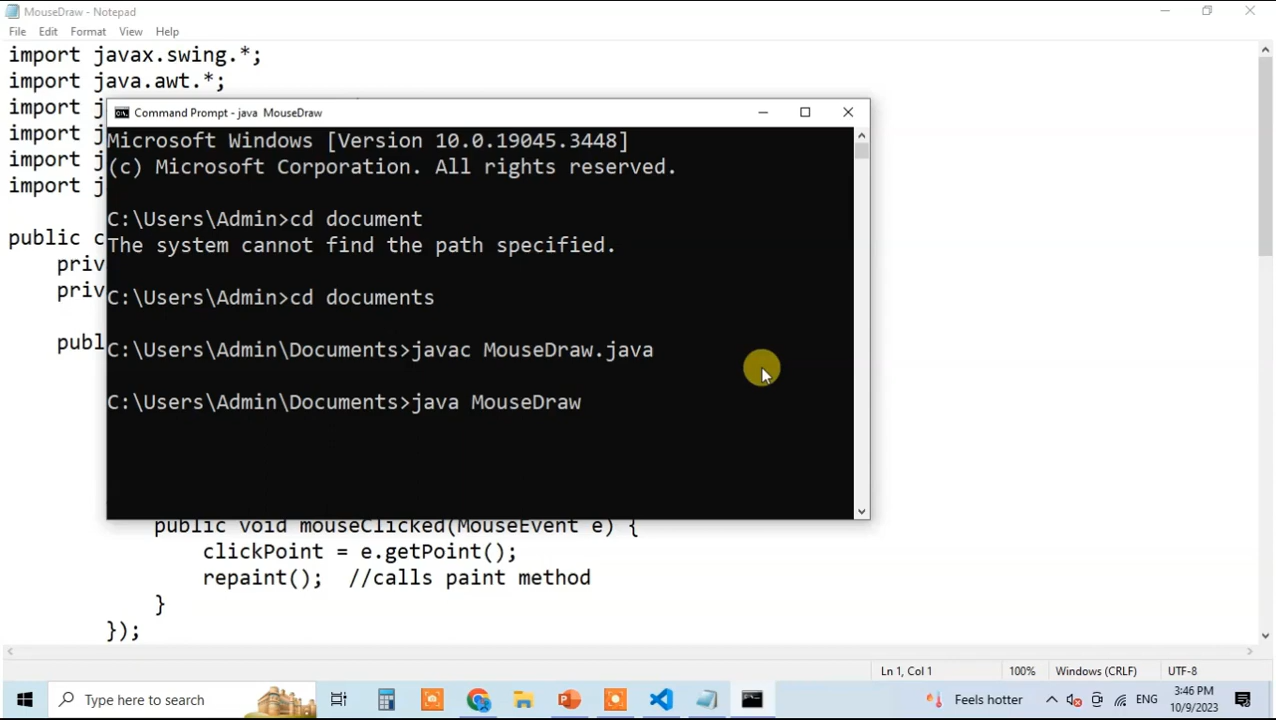 MouseDraw - Notepad
File Edit Format View Help
import javax.swing.*;
import java.awt.*;
import j
import j
import j
import j
public c
priv
priv
publ
Command Prompt - java MouseDraw
Microsoft Windows [Version 10.0.19045.3448]
(c) Microsoft Corporation. All rights reserved.
C:\Users\Admin>cd document
The system cannot find the path specified.
C:\Users\Admin>cd documents
C:\Users\Admin\Documents>javac MouseDraw.java
C:\Users\Admin\Documents>java MouseDraw
public void mouseClicked(MouseEvent e) {
clickPoint = e.getPoint();
repaint(); //calls paint method
}
});
Ln 1, Col 1 100% Windows (CRLF) UTF-8
Type here to search Feels hotter ENG 3:46 PM
10/9/2023